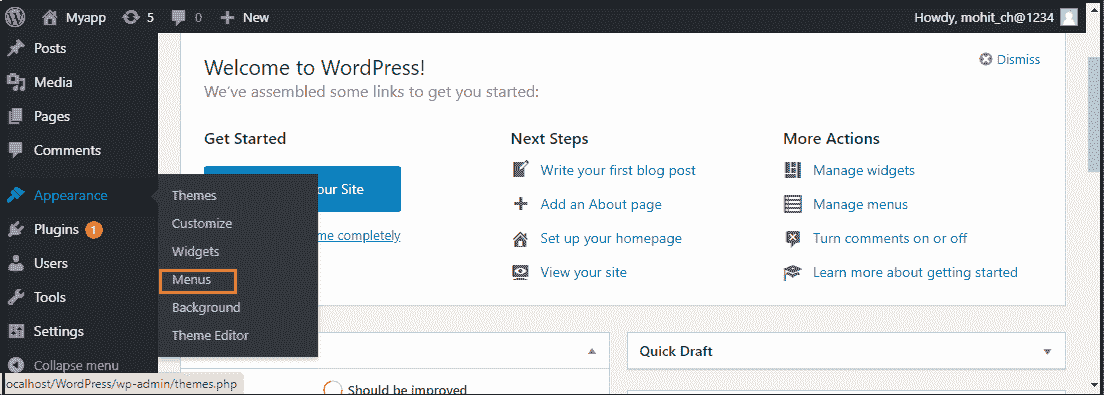 Myapp 5 0 New Howdy, mohit_ch@1234
Posts
Media
Pages
Comments
Appearance
Plugins 1
Users
Tools
Settings
Collapse menu
Themes
Customize
Widgets
Menus
Background
Theme Editor
Welcome to WordPress!
Dismiss
We've assembled some links to get you started:
Get Started
our Site
me completely
Next Steps
Write your first blog post
Add an About page
Set up your homepage
View your site
More Actions
Manage widgets
Manage menus
Turn comments on or off
Learn more about getting started
Should be improved
Quick Draft
ocalhost/WordPress/wp-admin/themes.php